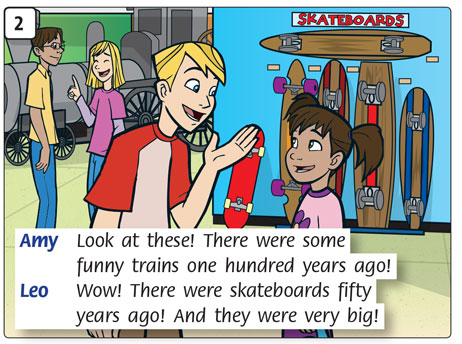 2
SKATEBOARDS
Amy Look at these! There were some
funny trains one hundred years ago!
Leo Wow! There were skateboards fifty
years ago! And they were very big!